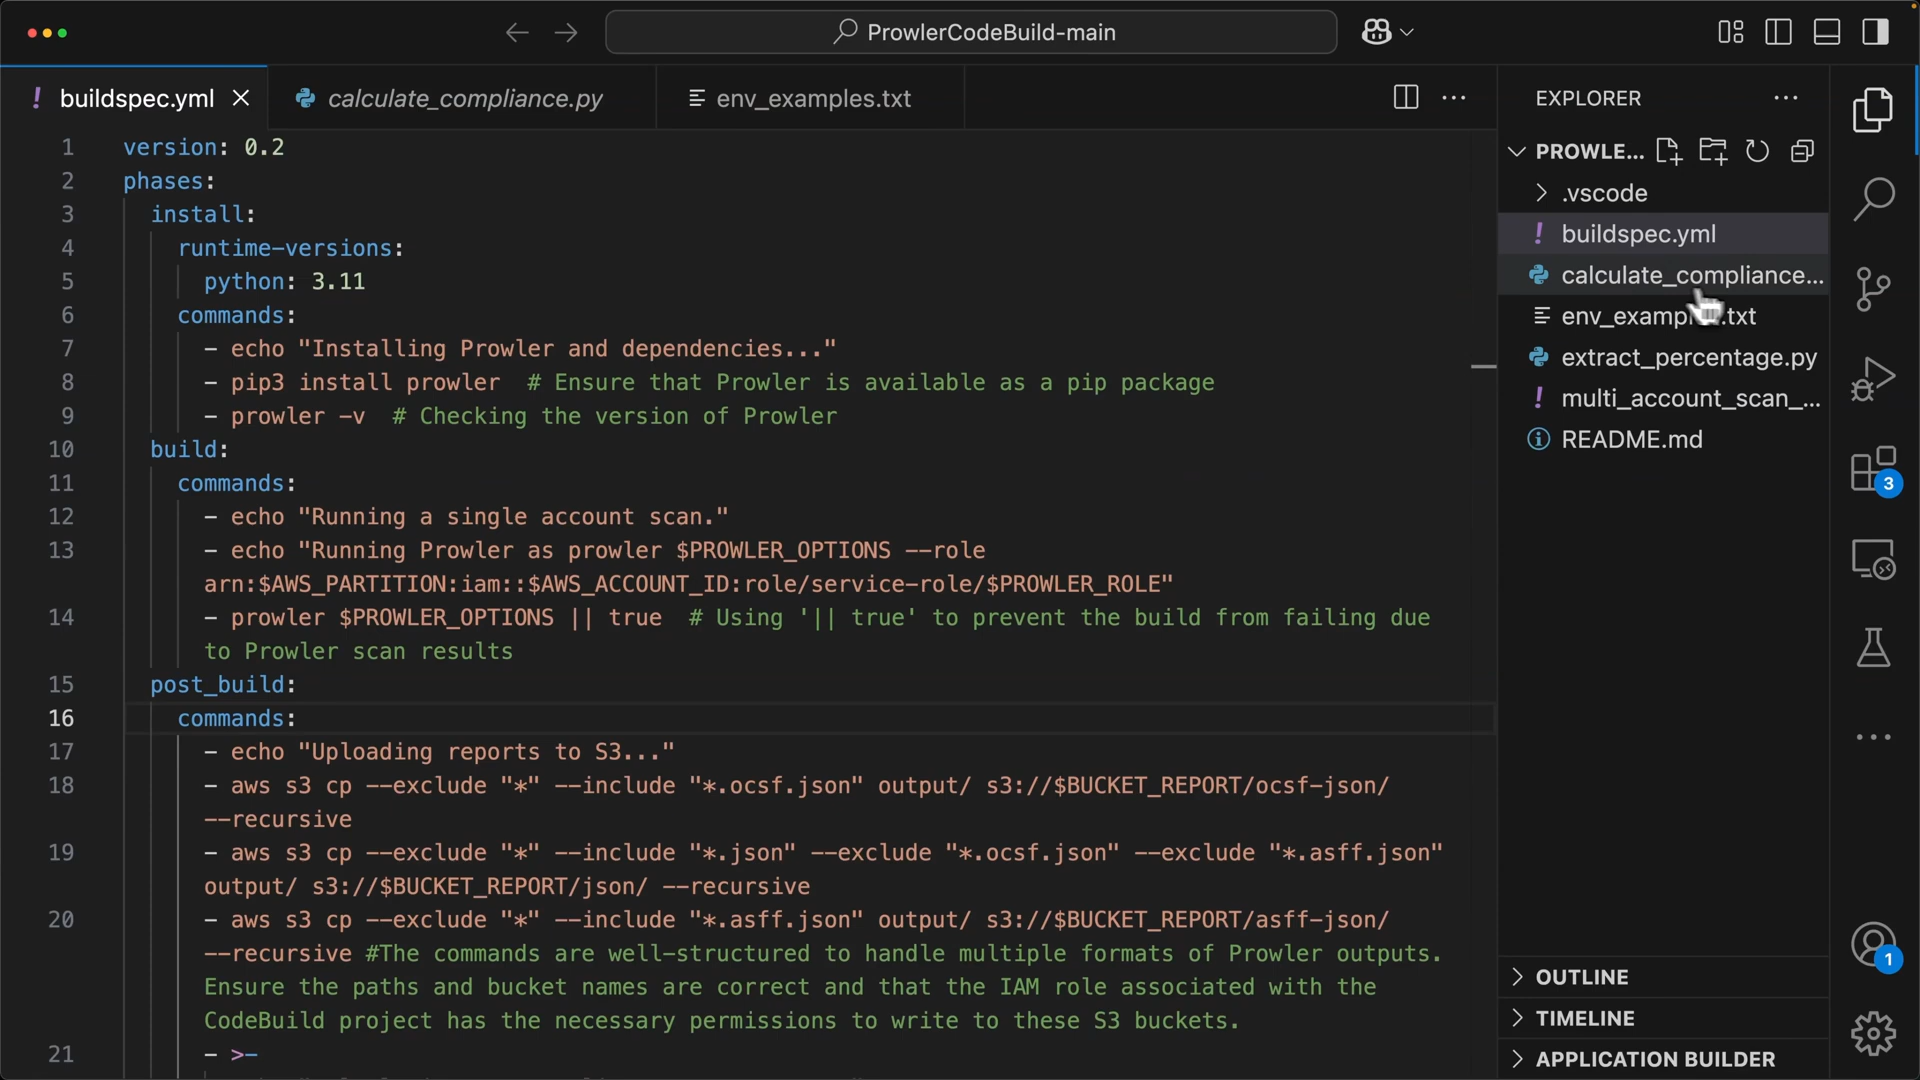 ProwlerCodeBuild-main
! buildspec.yml
calculate_compliance.py
env_examples.txt
1 version: 0.2
2 phases:
3 install:
4 runtime-versions:
5 python: 3.11
6 commands:
7 - echo "Installing Prowler and dependencies..."
8 - pip3 install prowler # Ensure that Prowler is available as a pip package
9 - prowler -v # Checking the version of Prowler
10 build:
11 commands:
12 - echo "Running a single account scan."
13 - echo "Running Prowler as prowler $PROWLER_OPTIONS --role
arn:$AWS_PARTITION:iam::$AWS_ACCOUNT_ID:role/service-role/$PROWLER_ROLE"
14 - prowler $PROWLER_OPTIONS || true # Using '|| true' to prevent the build from failing due
to Prowler scan results
15 post_build:
16 commands:
17 - echo "Uploading reports to S3..."
18 - aws s3 cp --exclude "*" --include "*.ocsf.json" output/ s3://$BUCKET_REPORT/ocsf-json/
--recursive
19 - aws s3 cp --exclude "*" --include "*.json" --exclude "*.ocsf.json" --exclude "*.asff.json"
output/ s3://$BUCKET_REPORT/json/ --recursive
20 - aws s3 cp --exclude "*" --include "*.asff.json" output/ s3://$BUCKET_REPORT/asff-json/
--recursive #The commands are well-structured to handle multiple formats of Prowler outputs.
Ensure the paths and bucket names are correct and that the IAM role associated with the
CodeBuild project has the necessary permissions to write to these S3 buckets.
21 - >-
EXPLORER
PROWLE...
.vscode
! buildspec.yml
calculate_compliance...
.txt
extract_percentage.py
! multi_account_scan_...
README.md
OUTLINE
TIMELINE
APPLICATION BUILDER
3
1